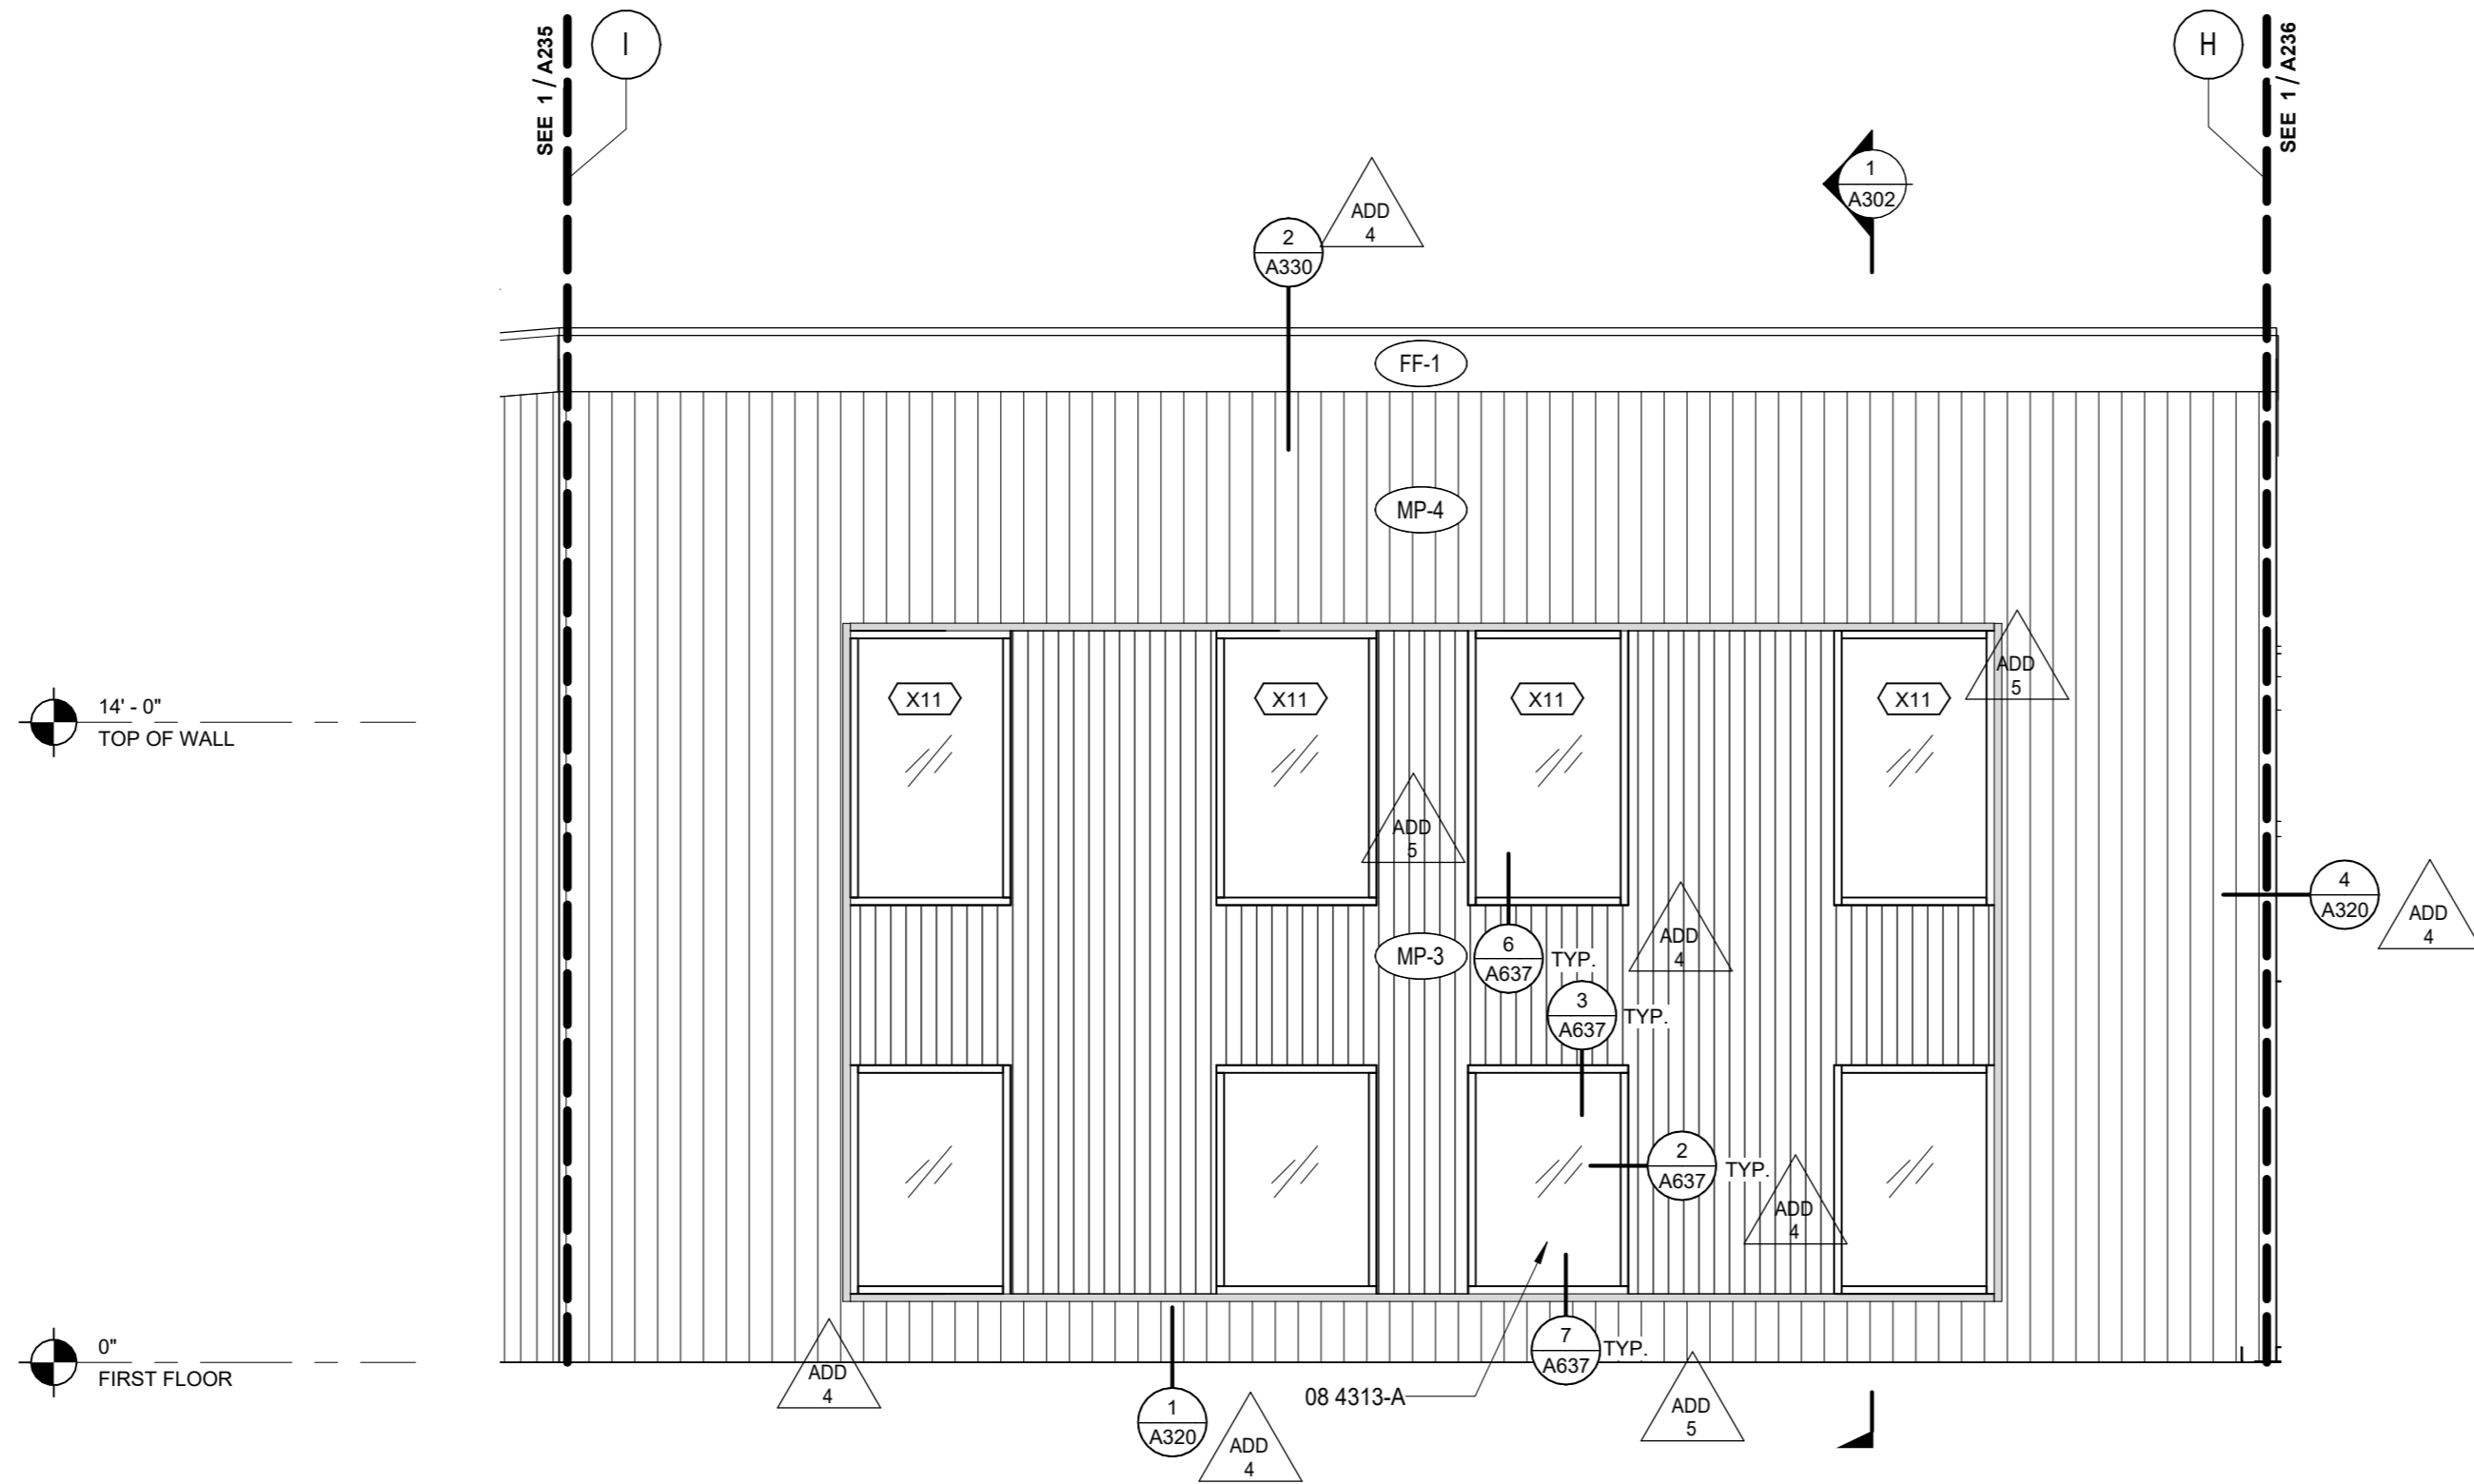 SEE 1 / A235
I
H
SEE 1 / A236
1
A302
ADD
4
2
A330
FF-1
MP-4
ADD
5
X11
X11
X11
X11
14' - 0"
TOP OF WALL
ADD
5
4
A320
ADD
4
ADD
4
MP-3
6
A637
TYP.
3
A637
TYP.
2
A637
TYP.
ADD
4
0"
FIRST FLOOR
ADD
4
7
A637
TYP.
08 4313-A
ADD
5
1
A320
ADD
4